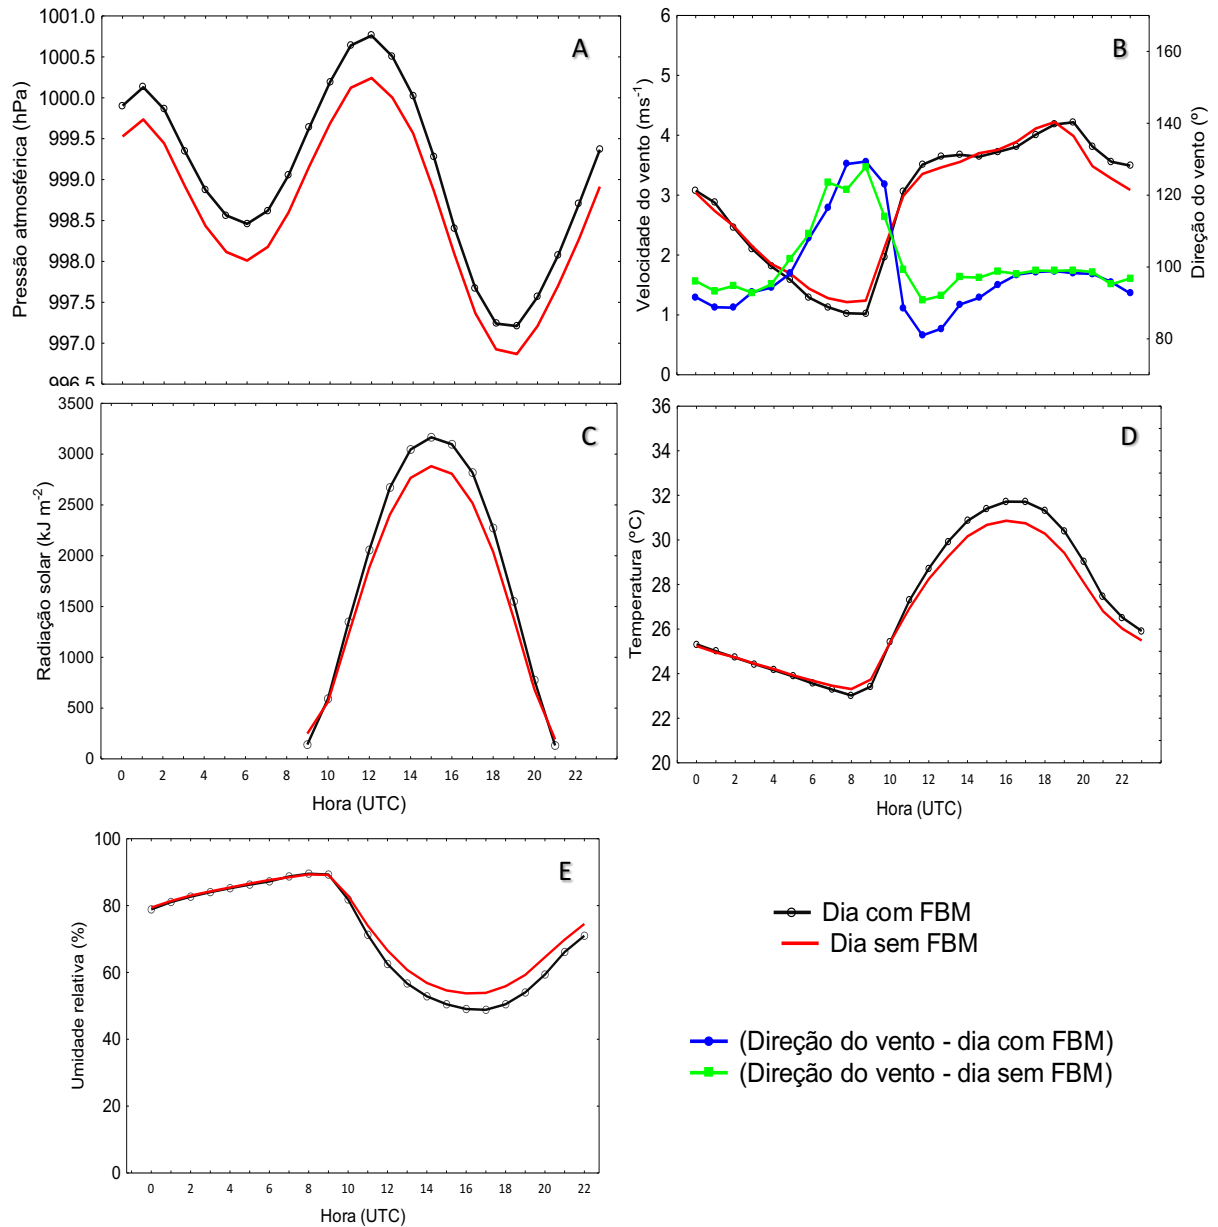 A
Pressão atmosférica (hPa)
1001.0
1000.5
1000.0
999.5
999.0
998.5
998.0
997.5
997.0
996.5
B
Velocidade do vento (ms⁻¹)
6
5
4
3
2
1
0
Direção do vento (º)
160
140
120
100
80
C
Radiação solar (kJ m⁻²)
3500
3000
2500
2000
1500
1000
500
0
0 2 4 6 8 10 12 14 16 18 20 22
Hora (UTC)
D
Temperatura (ºC)
36
34
32
30
28
26
24
22
20
0 2 4 6 8 10 12 14 16 18 20 22
Hora (UTC)
E
Umidade relativa (%)
100
80
60
40
20
0
0 2 4 6 8 10 12 14 16 18 20 22
Hora (UTC)
Dia com FBM
Dia sem FBM
(Direção do vento - dia com FBM)
(Direção do vento - dia sem FBM)